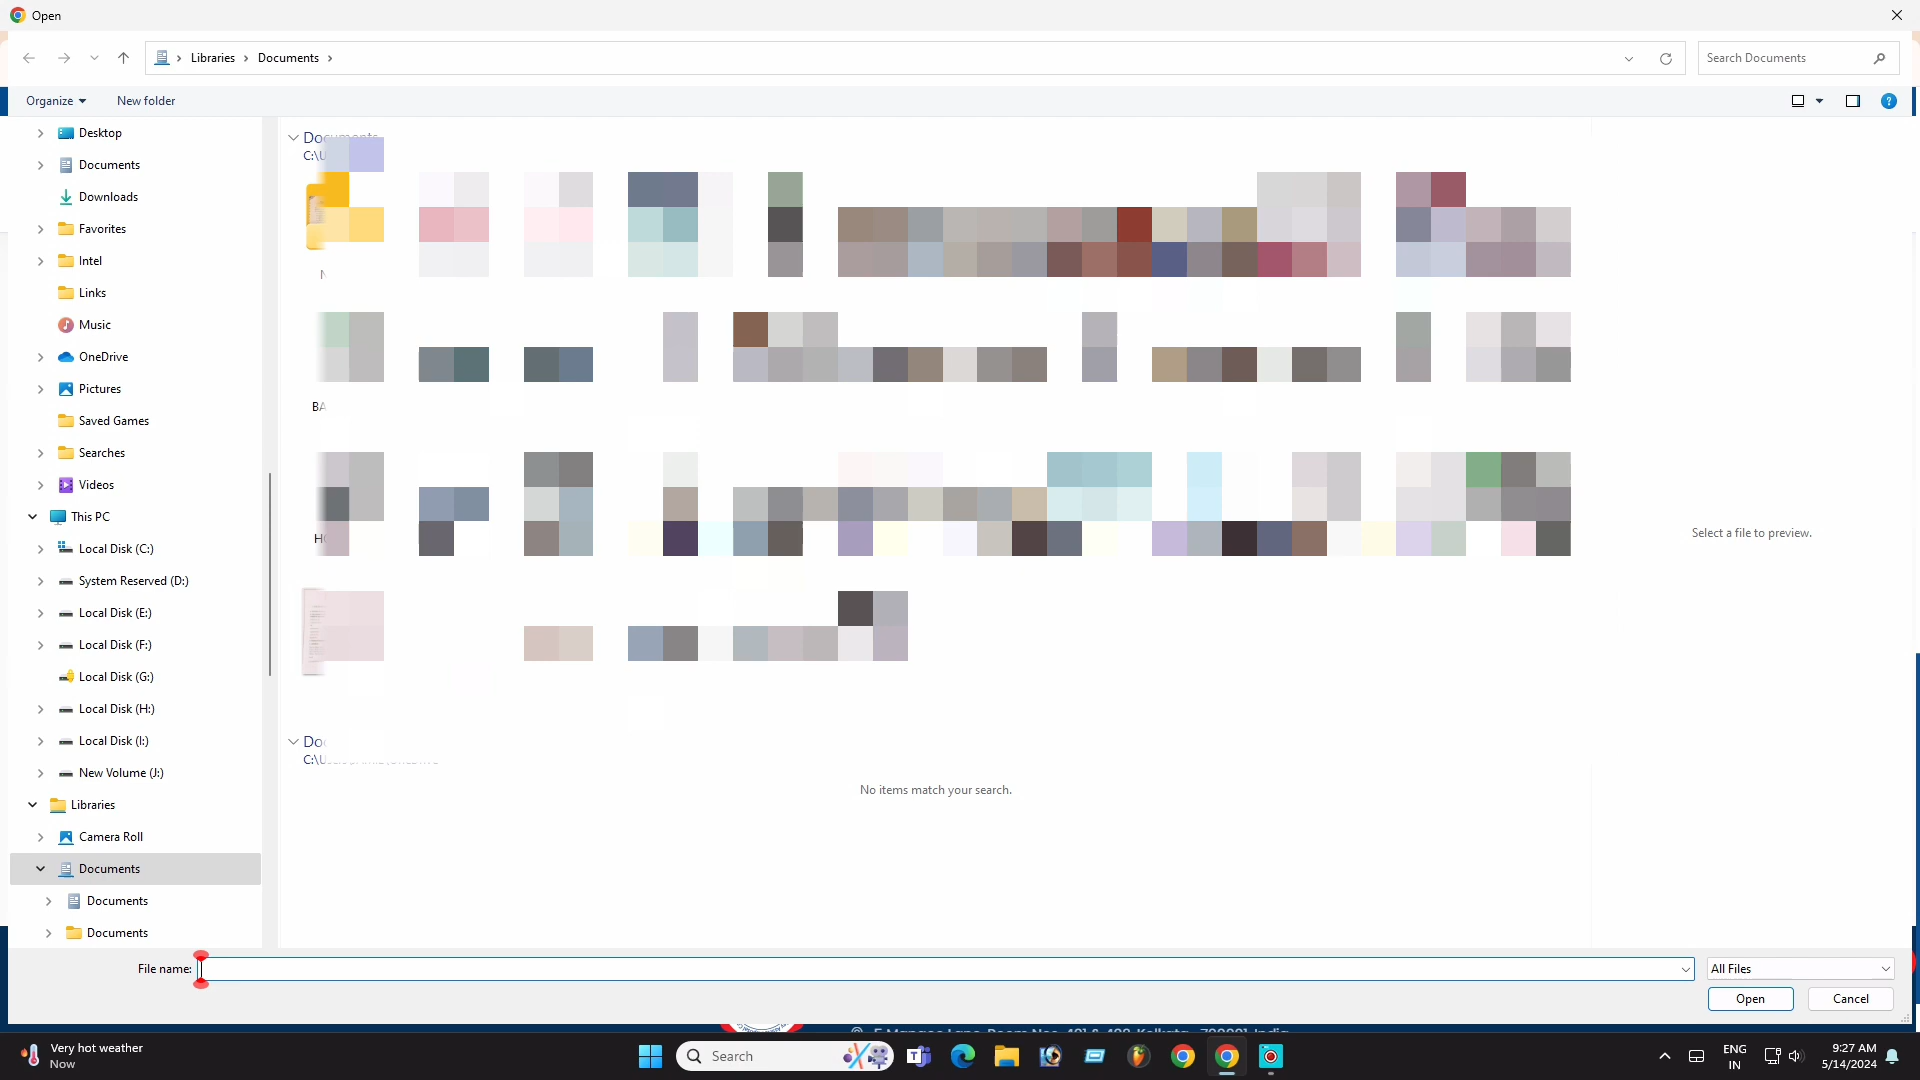 Open
Libraries
Documents
Search Documents
Organize
New folder
Desktop
Documents
Downloads
Favorites
Intel
Links
Music
OneDrive
Pictures
Saved Games
Searches
Videos
This PC
Local Disk (C:)
System Reserved (D:)
Local Disk (E:)
Local Disk (F:)
Local Disk (G:)
Local Disk (H:)
Local Disk (I:)
New Volume (J:)
Libraries
Camera Roll
Documents
Documents
Documents
Documents
C:\U
BA
No items match your search.
Select a file to preview.
File name:
All Files
Open
Cancel
Very hot weather
Now
Search
ENG
IN
9:27 AM
5/14/2024